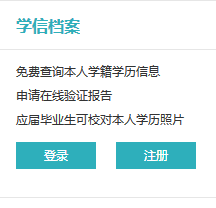 学信档案
免费查询本人学籍学历信息
申请在线验证报告
应届毕业生可校对本人学历照片
登录 注册